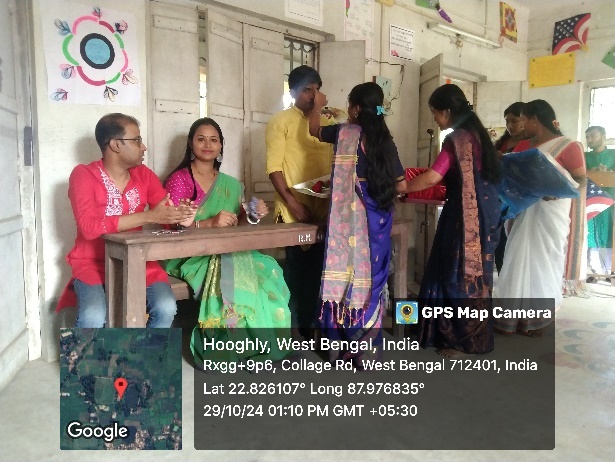 R.M
GPS Map Camera
Hooghly, West Bengal, India
Rxgg+9p6, Collage Rd, West Bengal 712401, India
Lat 22.826107° Long 87.976835°
29/10/24 01:10 PM GMT +05:30
Google